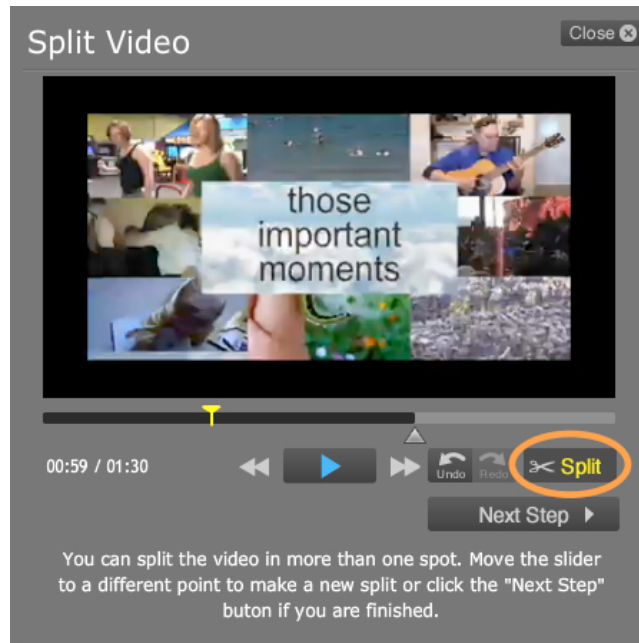 Split Video
Close
those
important
moments
00:59 / 01:30
Undo
Redo
Split
Next Step
You can split the video in more than one spot. Move the slider
to a different point to make a new split or click the "Next Step"
buton if you are finished.